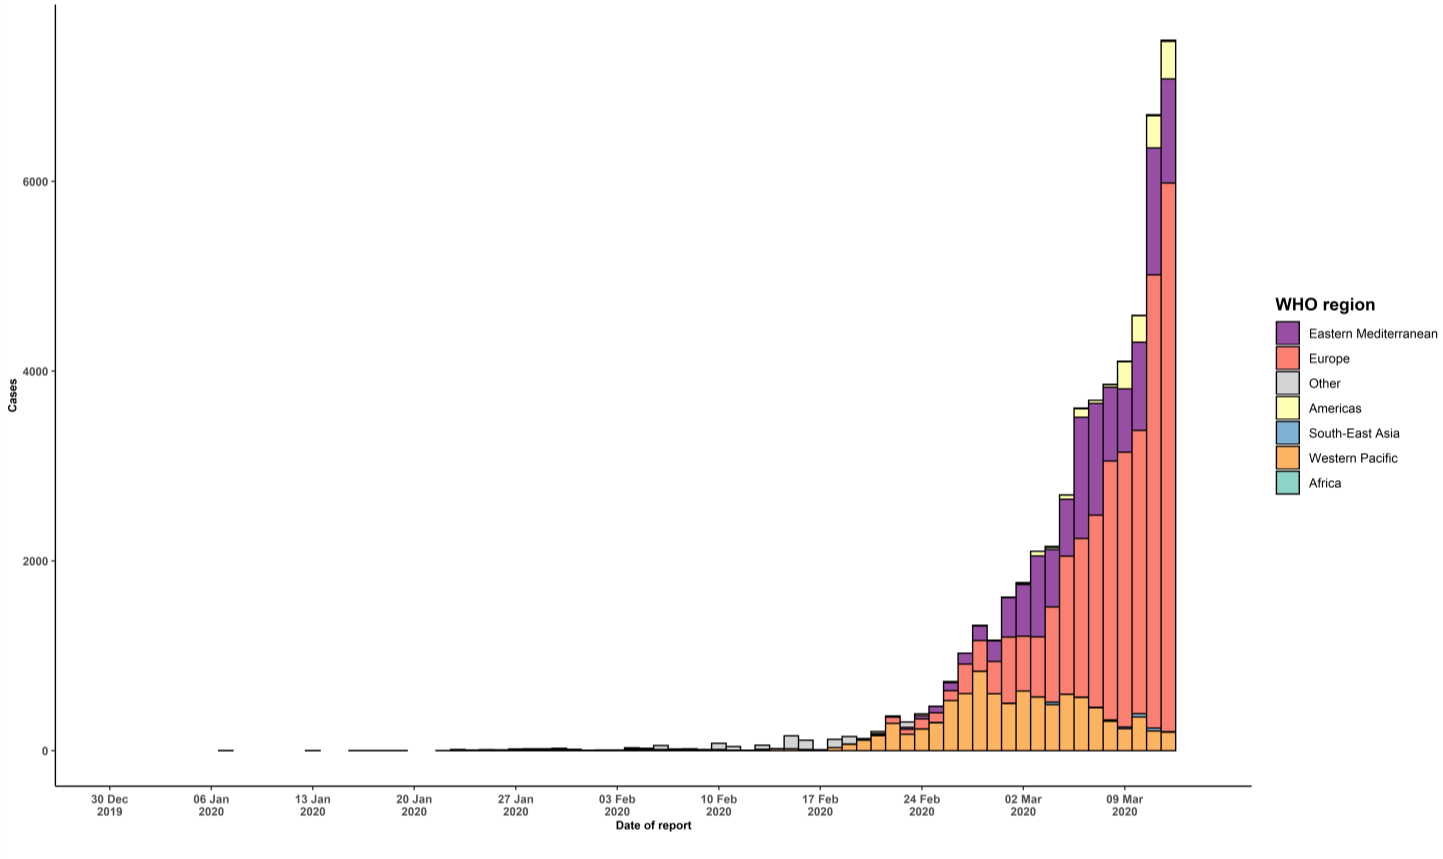 6000
4000
2000
0
Cases
30 Dec
2019
06 Jan
2020
13 Jan
2020
20 Jan
2020
27 Jan
2020
03 Feb
2020
10 Feb
2020
17 Feb
2020
24 Feb
2020
02 Mar
2020
09 Mar
2020
Date of report
WHO region
Eastern Mediterranean
Europe
Other
Americas
South-East Asia
Western Pacific
Africa